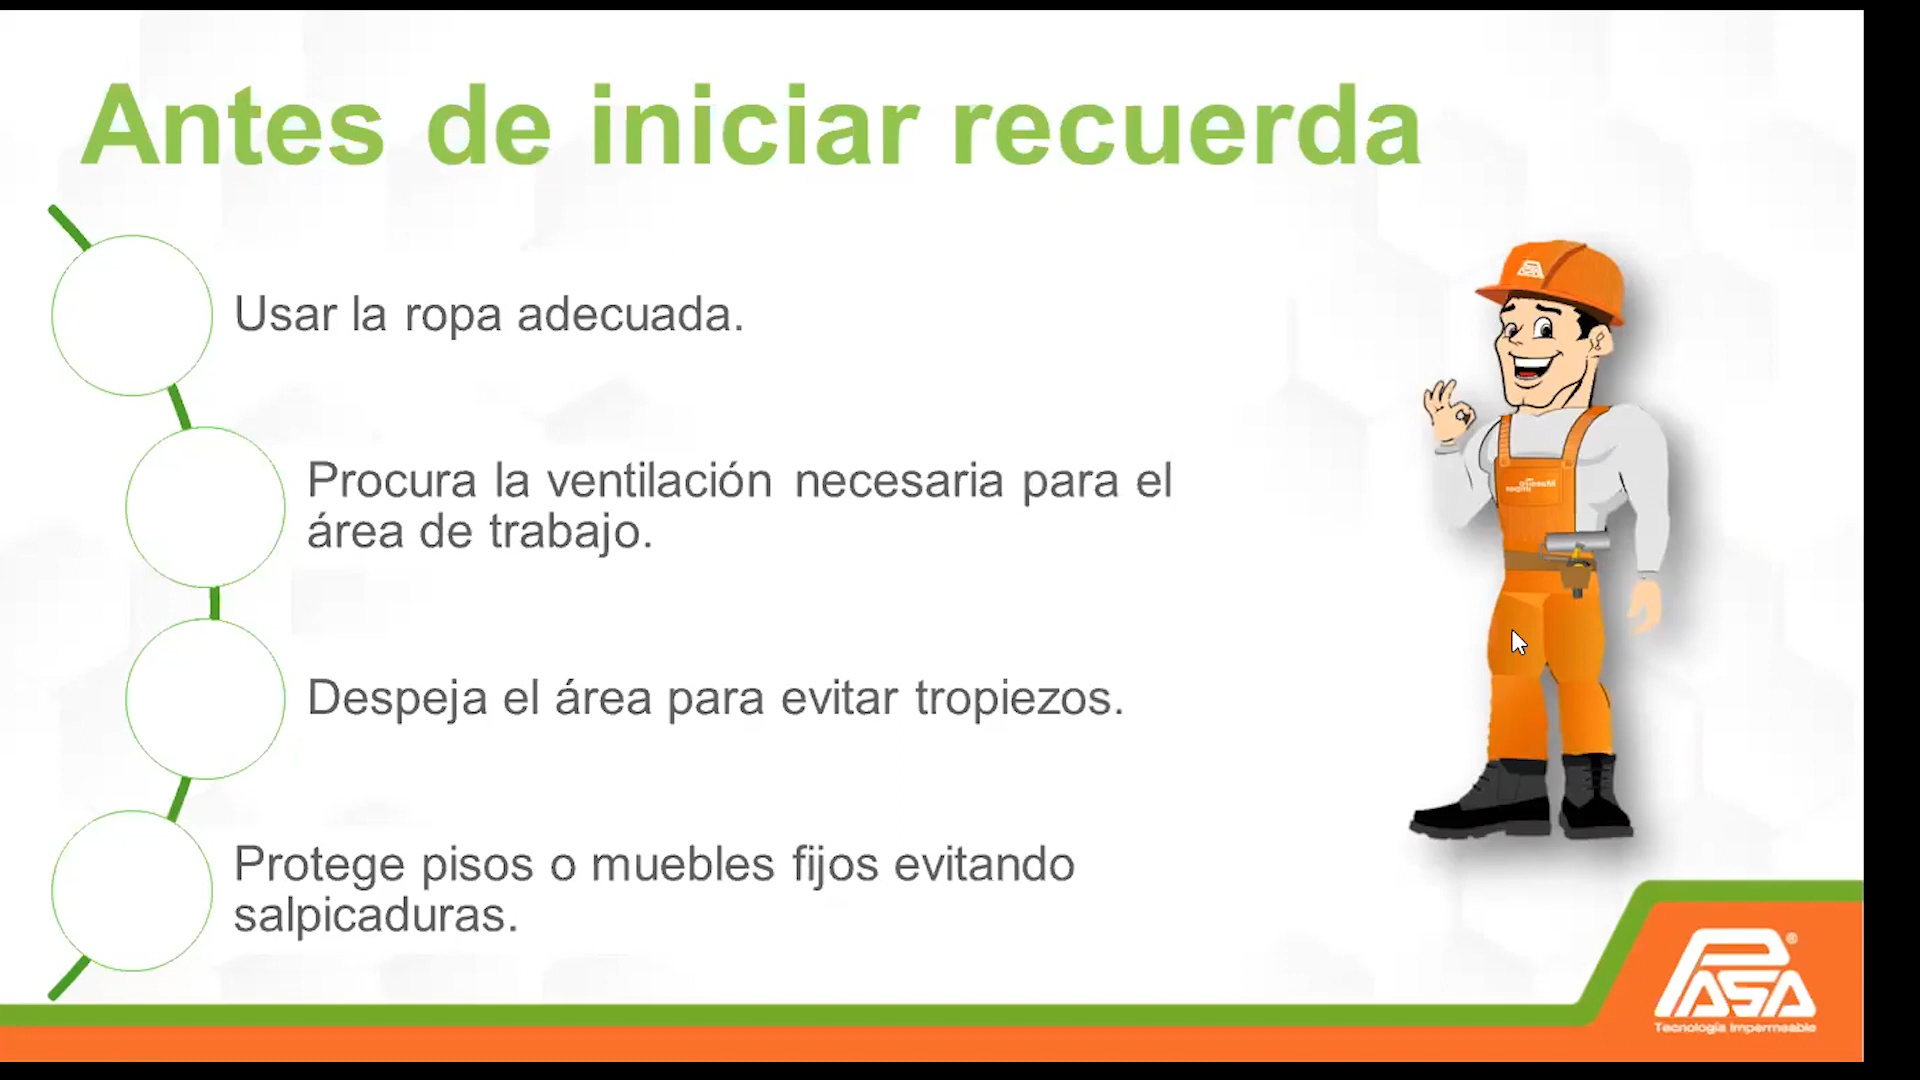 Antes de iniciar recuerda
Usar la ropa adecuada.
Procura la ventilación necesaria para el
área de trabajo.
Despeja el área para evitar tropiezos.
Protege pisos o muebles fijos evitando
salpicaduras.
PASA®
Tecnología Impermeable